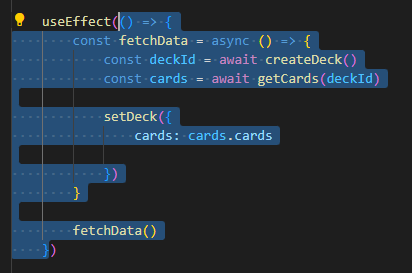 useEffect(() => {
const fetchData = async () => {
const deckId = await createDeck()
const cards = await getCards(deckId)
setDeck({
cards: cards.cards
})
}
fetchData()
})